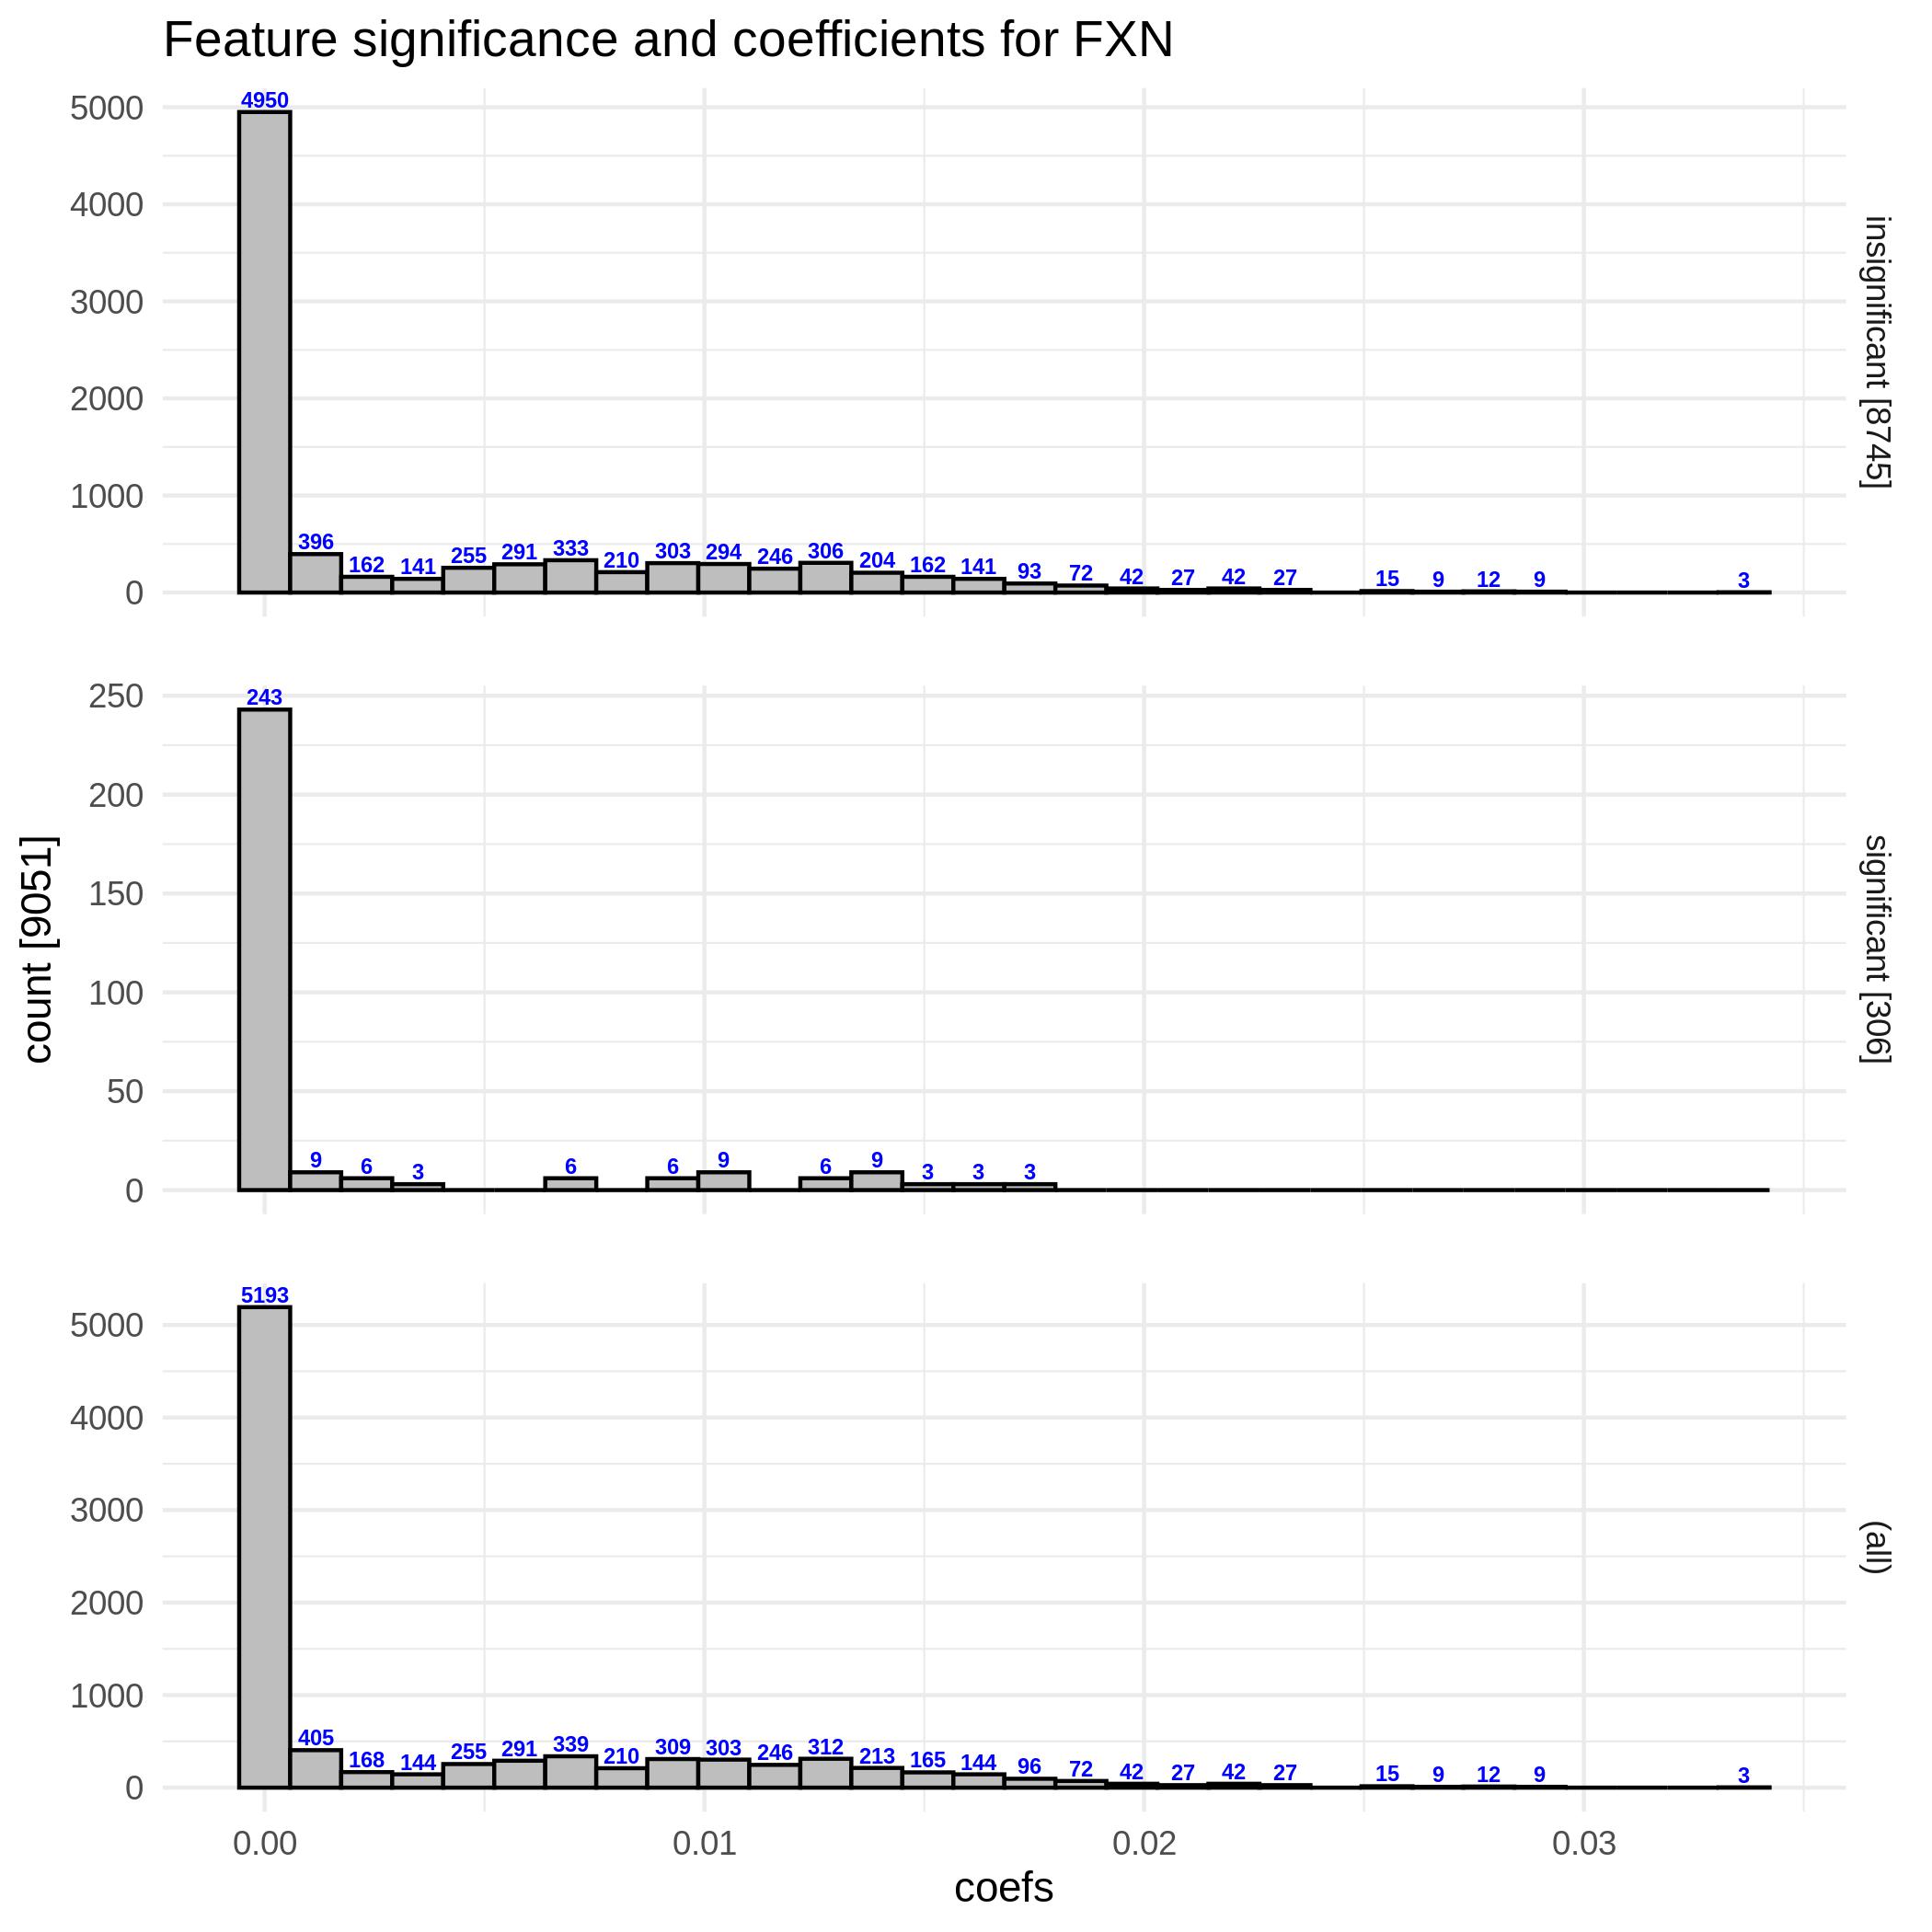 Feature significance and coefficients for FXN
5000
4000
3000
2000
1000
0
4950
396 162 141 255 291 333 210 303 294 246 306 204 162 141 93 72 42 27 42 27 15 9 12 9 3
insignificant [8745]
250
200
150
100
50
0
243
9 6 3 6 6 9 6 9 3 3 3
significant [306]
count [9051]
5000
4000
3000
2000
1000
0
5193
405 168 144 255 291 339 210 309 303 246 312 213 165 144 96 72 42 27 42 27 15 9 12 9 3
(all)
0.00 0.01 0.02 0.03
coefs